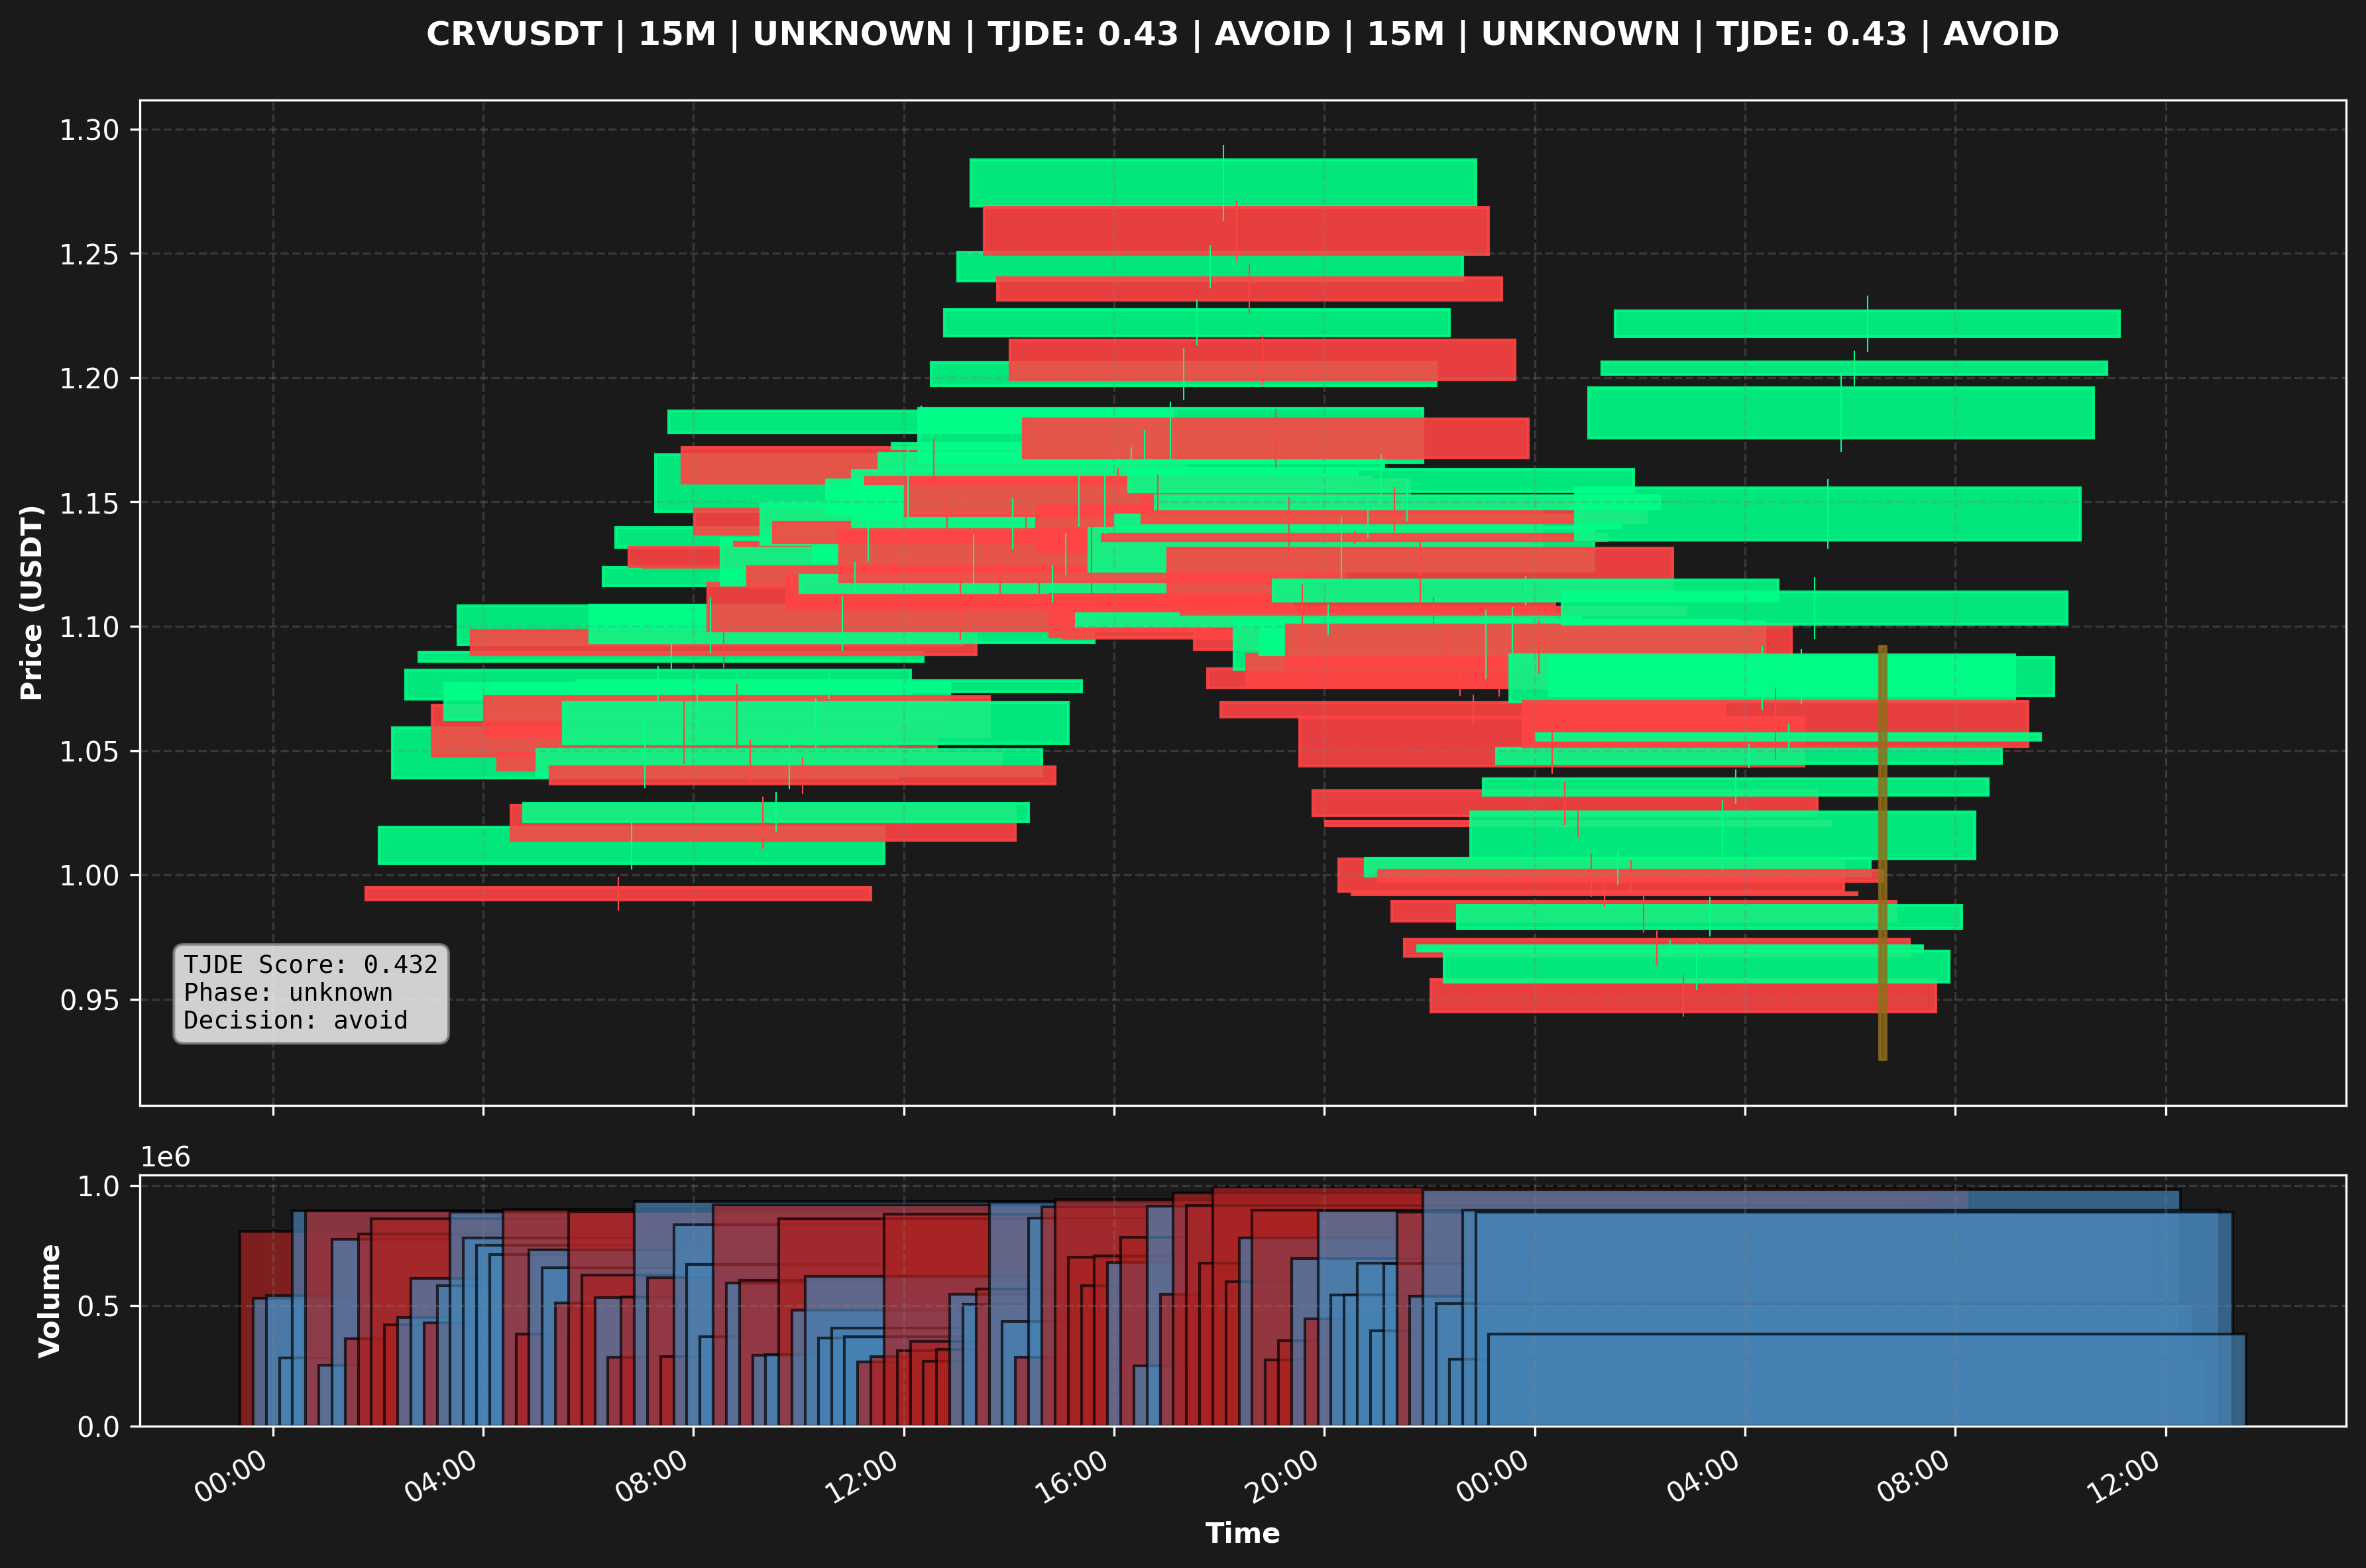 CRVUSDT | 15M | UNKNOWN | TJDE: 0.43 | AVOID | 15M | UNKNOWN | TJDE: 0.43 | AVOID
1.30
1.25
1.20
1.15
1.10
1.05
1.00
0.95
Price (USDT)
TJDE Score: 0.432
Phase: unknown
Decision: avoid
1e6
1.0
0.5
0.0
Volume
00:00 04:00 08:00 12:00 16:00 20:00 00:00 04:00 08:00 12:00
Time